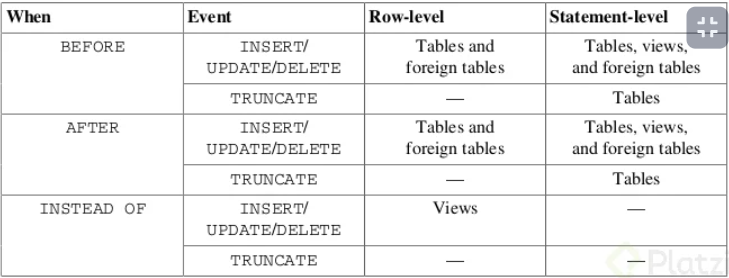 When Event Row-level Statement-level
BEFORE INSERT/ Tables and Tables, views,
UPDATE/DELETE foreign tables and foreign tables
TRUNCATE — Tables
AFTER INSERT/ Tables and Tables, views,
UPDATE/DELETE foreign tables and foreign tables
TRUNCATE — Tables
INSTEAD OF INSERT/ Views —
UPDATE/DELETE
TRUNCATE — —
Platzi